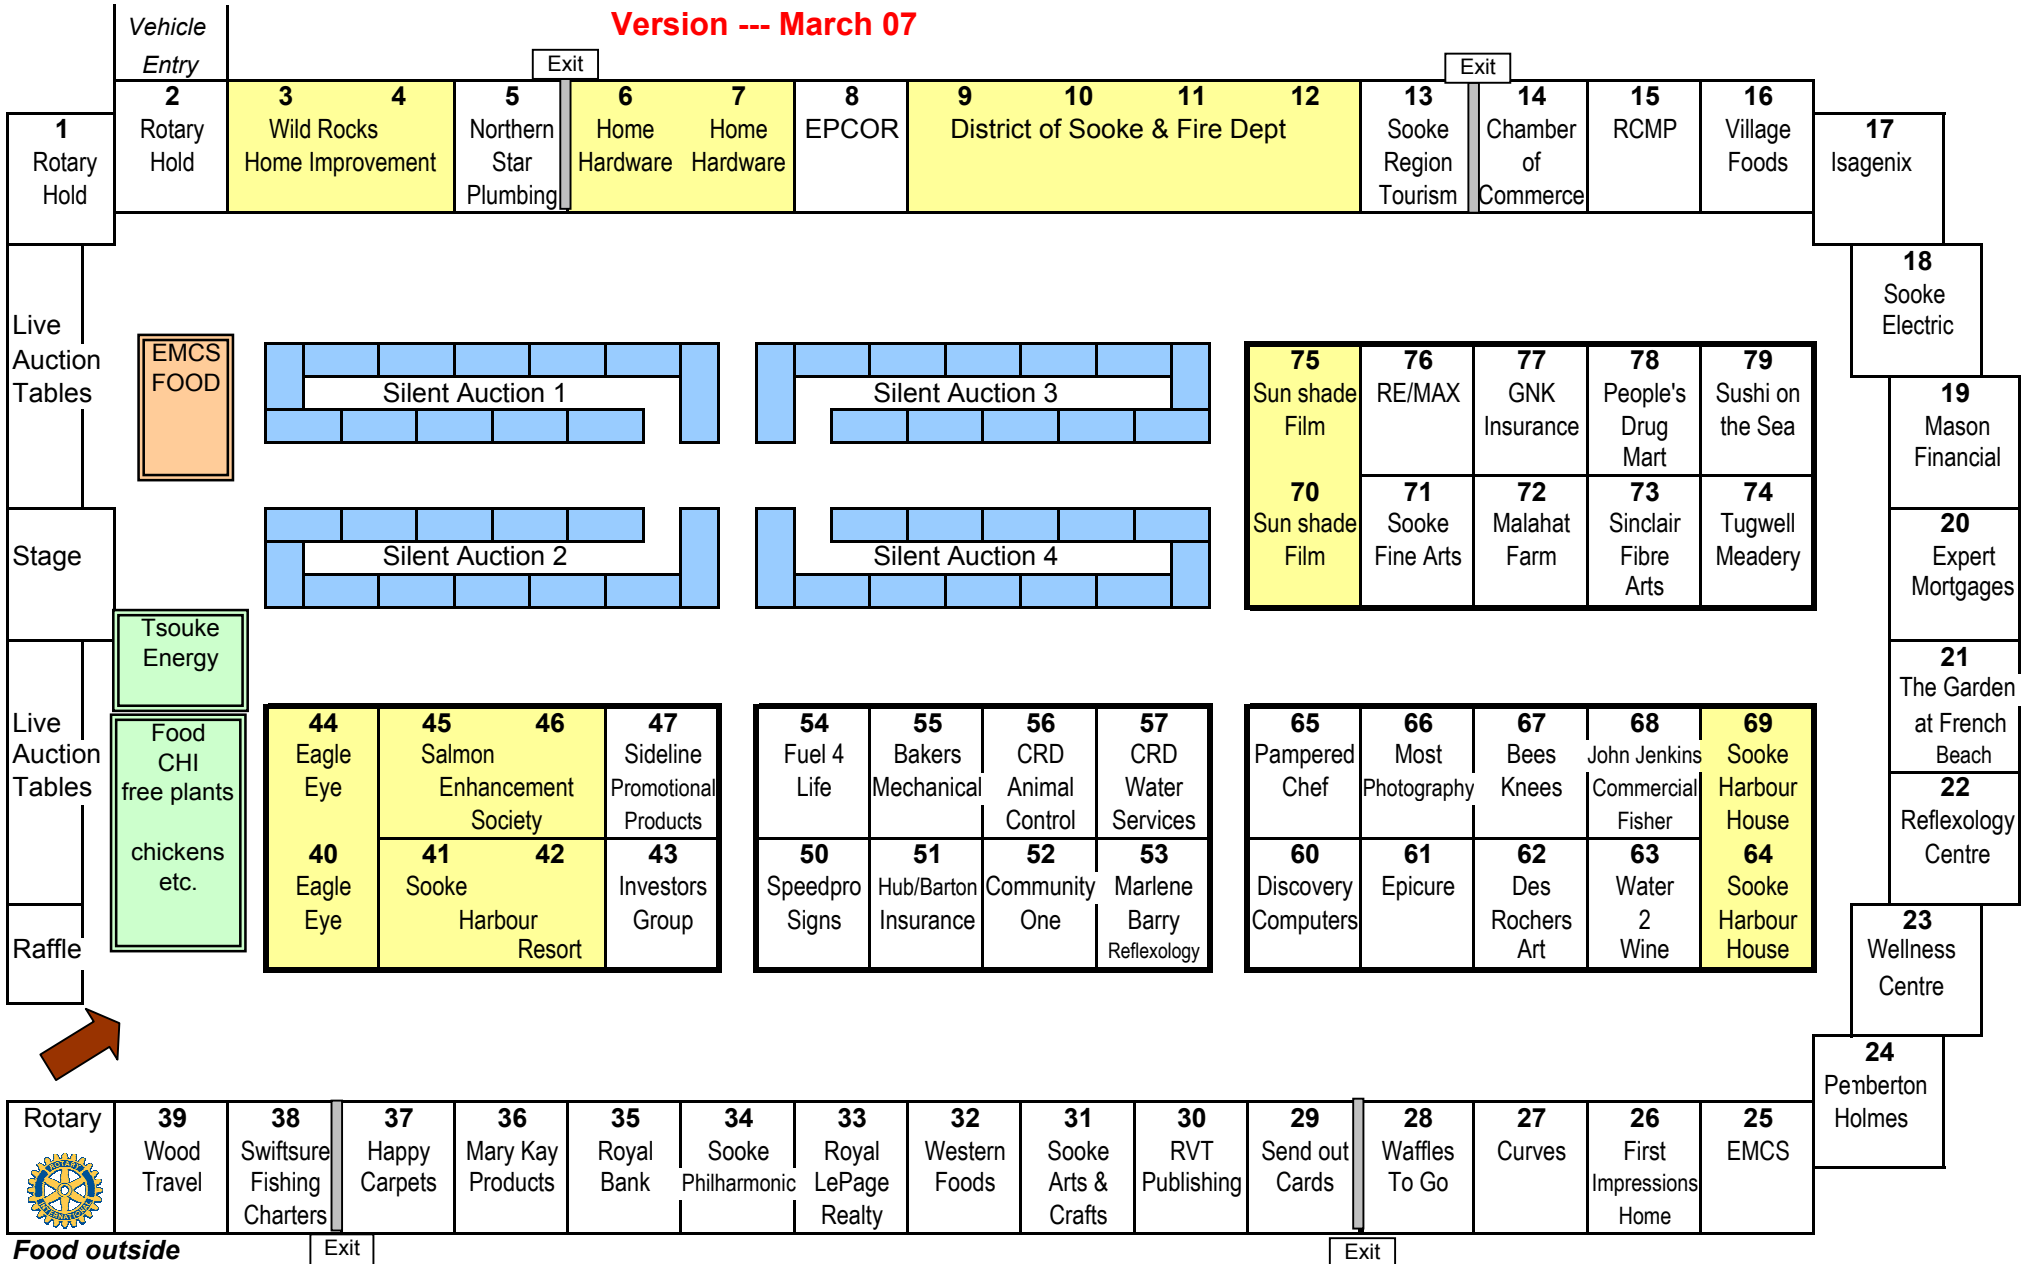 Version --- March 07
Vehicle
Entry
Exit
Exit
1
Rotary
Hold
2
Rotary
Hold
3 4
Wild Rocks
Home Improvement
5
Northern
Star
Plumbing
6
Home
Hardware
7
Home
Hardware
8
EPCOR
9 10 11 12
District of Sooke & Fire Dept
13
Sooke
Region
Tourism
14
Chamber
of
Commerce
15
RCMP
16
Village
Foods
17
Isagenix
18
Sooke
Electric
19
Mason
Financial
20
Expert
Mortgages
21
The Garden
at French
Beach
22
Reflexology
Centre
23
Wellness
Centre
24
Pemberton
Holmes
Live
Auction
Tables
EMCS
FOOD
Silent Auction 1
Silent Auction 3
75
Sun shade
Film
76
RE/MAX
77
GNK
Insurance
78
People's
Drug
Mart
79
Sushi on
the Sea
Stage
Silent Auction 2
Silent Auction 4
70
Sun shade
Film
71
Sooke
Fine Arts
72
Malahat
Farm
73
Sinclair
Fibre
Arts
74
Tugwell
Meadery
Tsouke
Energy
Live
Auction
Tables
Food
CHI
free plants
chickens
etc.
Raffle
44
Eagle
Eye
45 46
Salmon
Enhancement
Society
47
Sideline
Promotional
Products
40
Eagle
Eye
41 42
Sooke
Harbour
Resort
43
Investors
Group
54
Fuel 4
Life
55
Bakers
Mechanical
56
CRD
Animal
Control
57
CRD
Water
Services
50
Speedpro
Signs
51
Hub/Barton
Insurance
52
Community
One
53
Marlene
Barry
Reflexology
65
Pampered
Chef
66
Most
Photography
67
Bees
Knees
68
John Jenkins
Commercial
Fisher
69
Sooke
Harbour
House
60
Discovery
Computers
61
Epicure
62
Des
Rochers
Art
63
Water
2
Wine
64
Sooke
Harbour
House
Rotary
ROTARY
INTERNATIONAL
39
Wood
Travel
38
Swiftsure
Fishing
Charters
37
Happy
Carpets
36
Mary Kay
Products
35
Royal
Bank
34
Sooke
Philharmonic
33
Royal
LePage
Realty
32
Western
Foods
31
Sooke
Arts &
Crafts
30
RVT
Publishing
29
Send out
Cards
28
Waffles
To Go
27
Curves
26
First
Impressions
Home
25
EMCS
Food outside
Exit
Exit